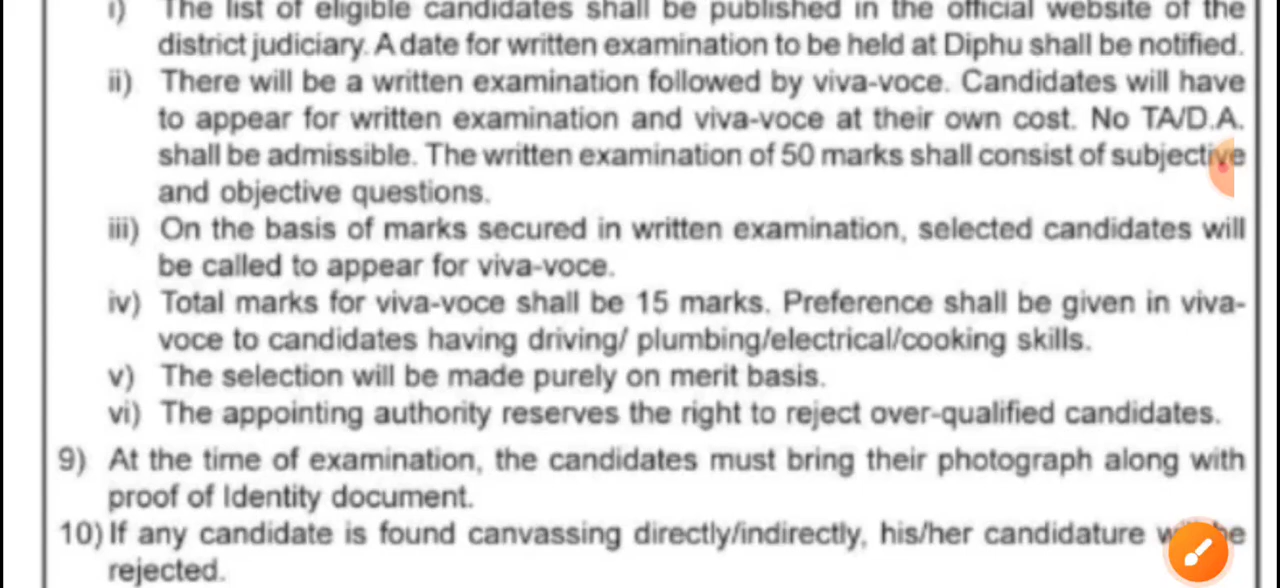 i) The list of eligible candidates shall be published in the official website of the
district judiciary. A date for written examination to be held at Diphu shall be notified.
ii) There will be a written examination followed by viva-voce. Candidates will have
to appear for written examination and viva-voce at their own cost. No TA/D.A.
shall be admissible. The written examination of 50 marks shall consist of subjective
and objective questions.
iii) On the basis of marks secured in written examination, selected candidates will
be called to appear for viva-voce.
iv) Total marks for viva-voce shall be 15 marks. Preference shall be given in viva-
voce to candidates having driving/ plumbing/electrical/cooking skills.
v) The selection will be made purely on merit basis.
vi) The appointing authority reserves the right to reject over-qualified candidates.
9) At the time of examination, the candidates must bring their photograph along with
proof of Identity document.
10) If any candidate is found canvassing directly/indirectly, his/her candidature
rejected.